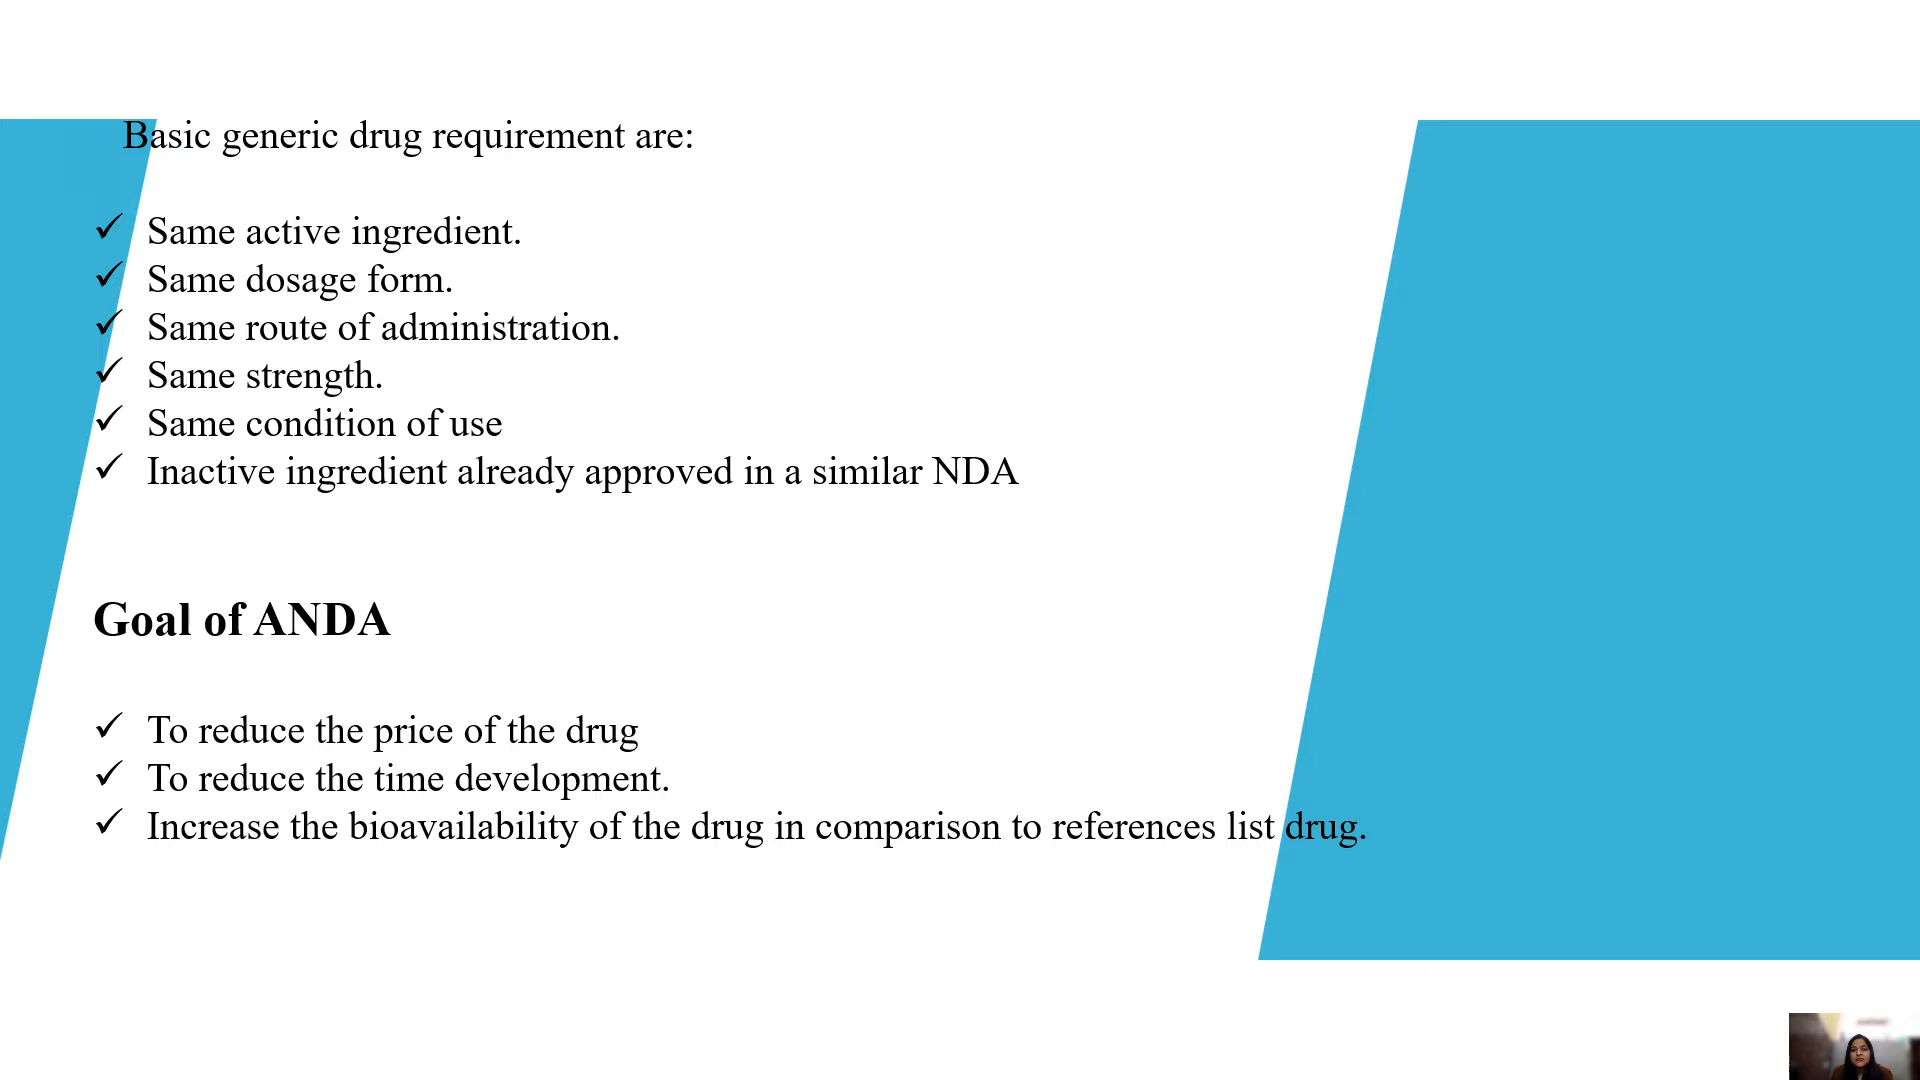 Basic generic drug requirement are:
✓ Same active ingredient.
✓ Same dosage form.
✓ Same route of administration.
✓ Same strength.
✓ Same condition of use
✓ Inactive ingredient already approved in a similar NDA
Goal of ANDA
✓ To reduce the price of the drug
✓ To reduce the time development.
✓ Increase the bioavailability of the drug in comparison to references list drug.